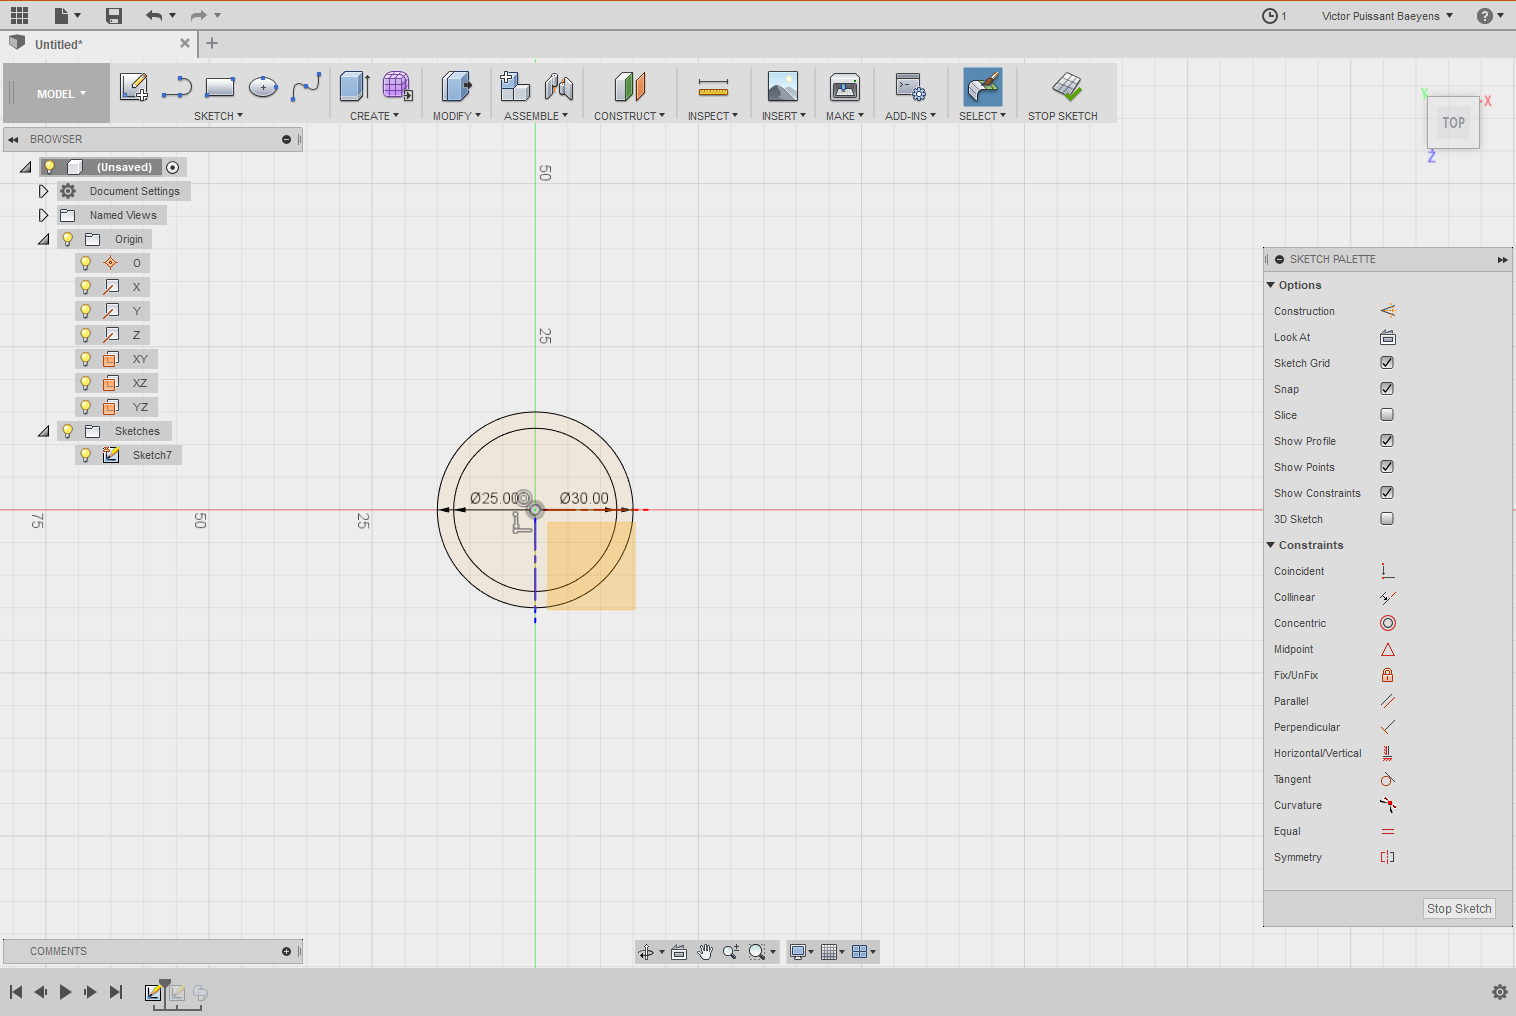 1
Victor Puissant Baeyens
?
Untitled*
MODEL
SKETCH
CREATE
MODIFY
ASSEMBLE
CONSTRUCT
INSPECT
INSERT
MAKE
ADD-INS
SELECT
STOP SKETCH
Y
X
TOP
Z
BROWSER
(Unsaved)
Document Settings
Named Views
Origin
O
X
Y
Z
XY
XZ
YZ
Sketches
Sketch7
50
25
75
50
25
Ø25.00
Ø30.00
SKETCH PALETTE
Options
Construction
Look At
Sketch Grid
Snap
Slice
Show Profile
Show Points
Show Constraints
3D Sketch
Constraints
Coincident
Collinear
Concentric
Midpoint
Fix/UnFix
Parallel
Perpendicular
Horizontal/Vertical
Tangent
Curvature
Equal
Symmetry
Stop Sketch
COMMENTS